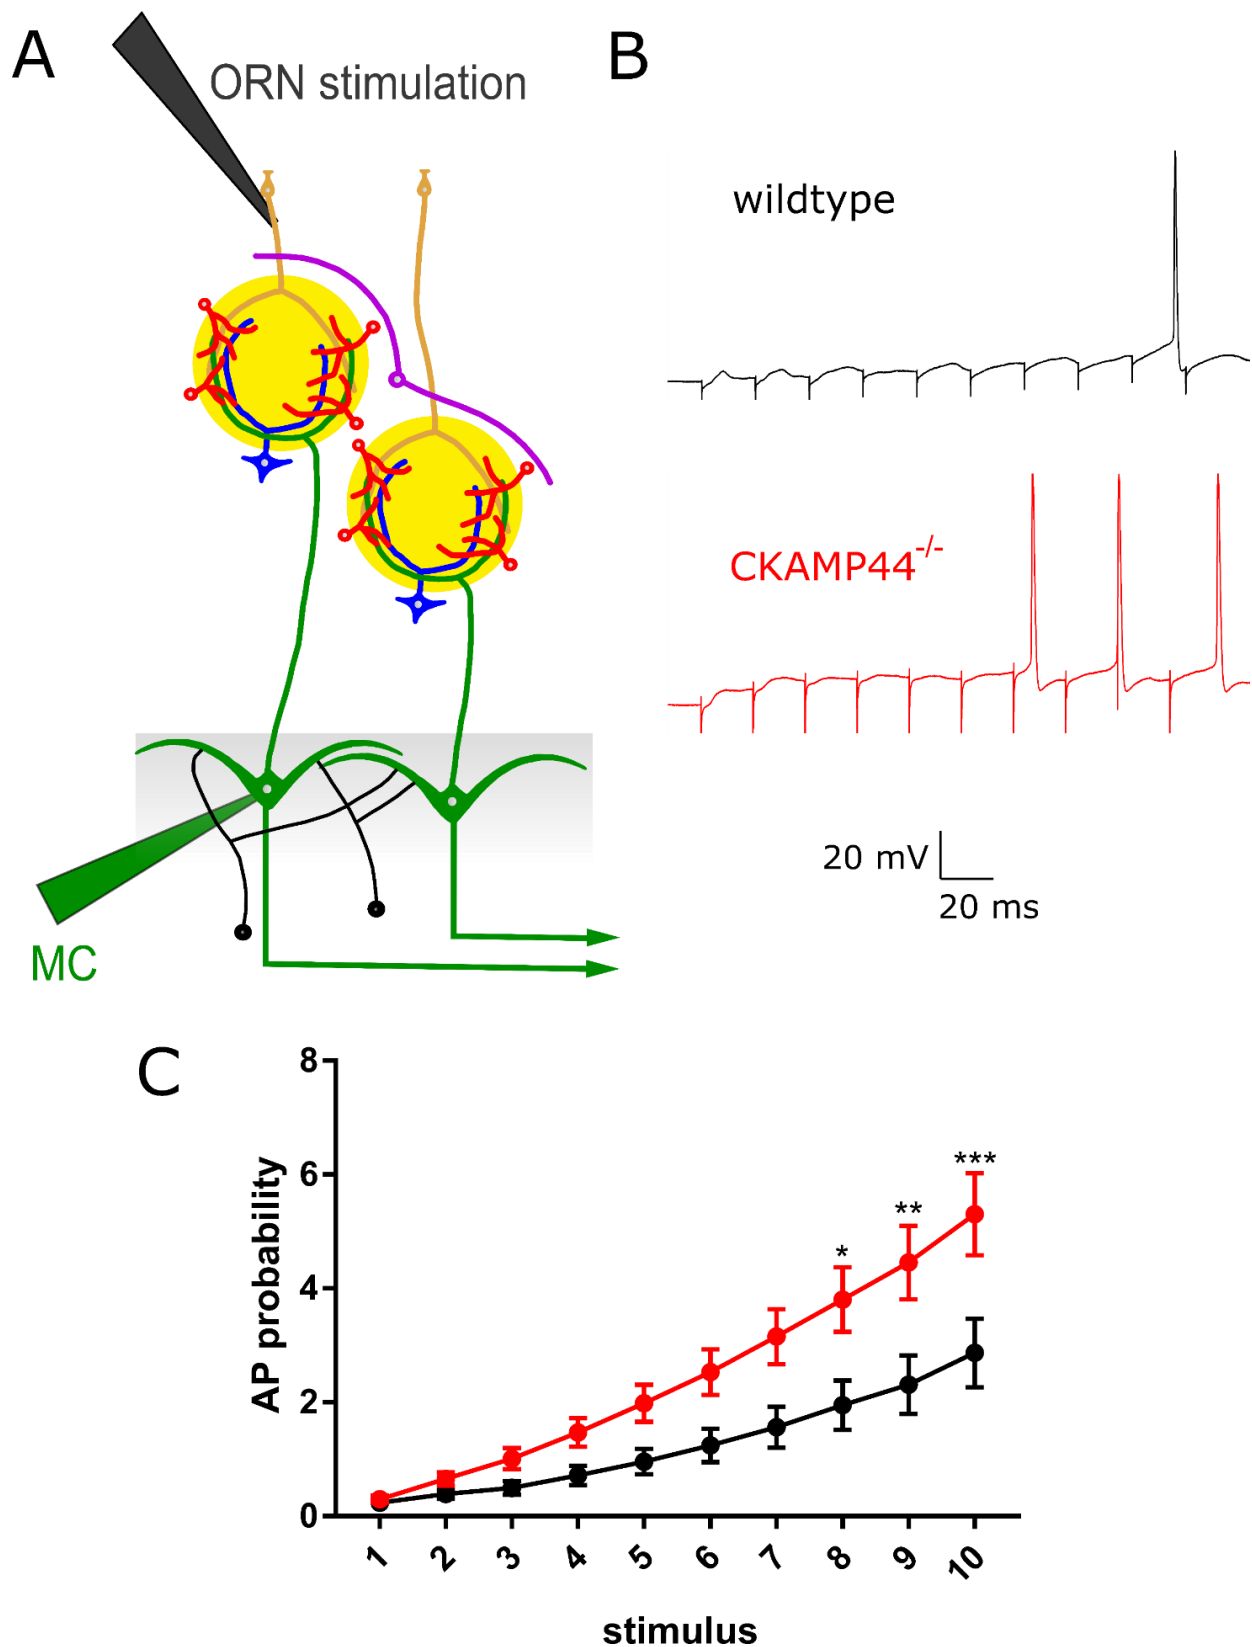 A
ORN stimulation
MC
B
wildtype
CKAMP44-/-
20 mV
20 ms
C
8
6
4
2
0
AP probability
*
**
***
1 2 3 4 5 6 7 8 9 10
stimulus